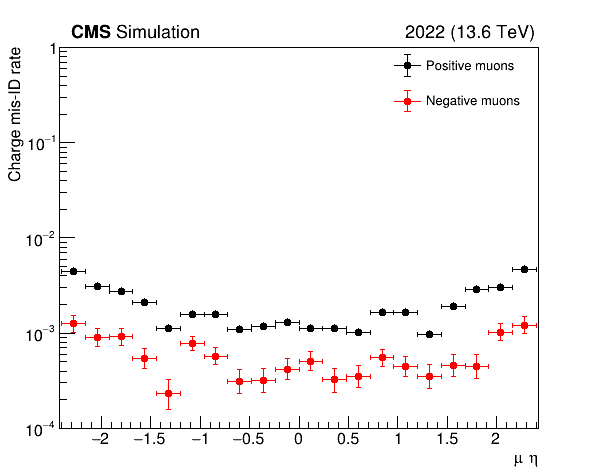 CMS Simulation 2022 (13.6 TeV)
Charge mis-ID rate
Positive muons
Negative muons
1
10⁻¹
10⁻²
10⁻³
10⁻⁴
−2 −1.5 −1 −0.5 0 0.5 1 1.5 2
μ η